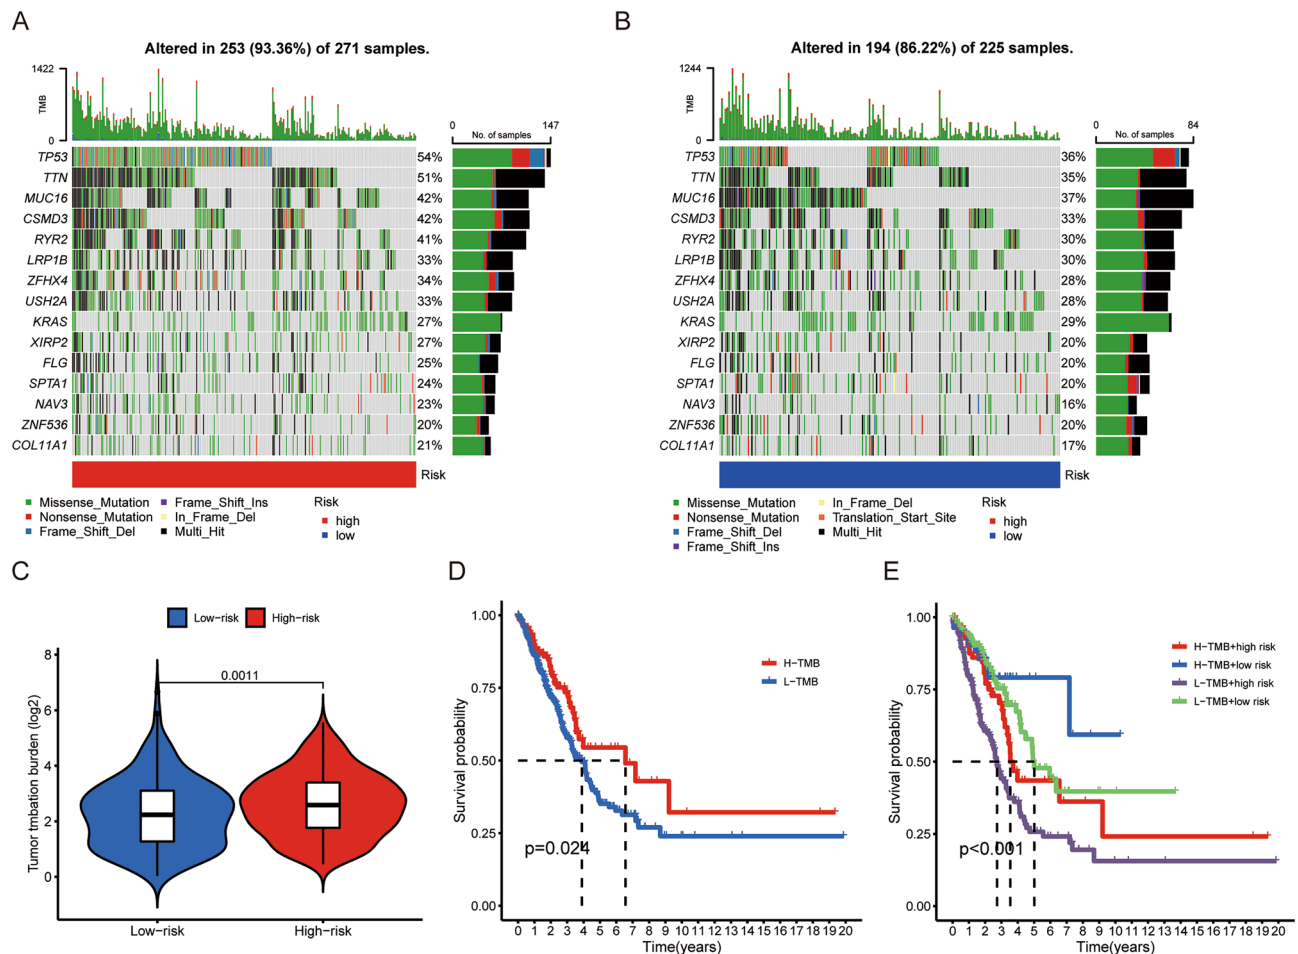 A
Altered in 253 (93.36%) of 271 samples.
1422
TMB
0
0 147
No. of samples
TP53 54%
TTN 51%
MUC16 42%
CSMD3 42%
RYR2 41%
LRP1B 33%
ZFHX4 34%
USH2A 33%
KRAS 27%
XIRP2 27%
FLG 25%
SPTA1 24%
NAV3 23%
ZNF536 20%
COL11A1 21%
Risk
Missense_Mutation Frame_Shift_Ins Risk
Nonsense_Mutation In_Frame_Del high
Frame_Shift_Del Multi_Hit low
B
Altered in 194 (86.22%) of 225 samples.
1244
TMB
0
0 84
No. of samples
TP53 36%
TTN 35%
MUC16 37%
CSMD3 33%
RYR2 30%
LRP1B 30%
ZFHX4 28%
USH2A 28%
KRAS 29%
XIRP2 20%
FLG 20%
SPTA1 20%
NAV3 16%
ZNF536 20%
COL11A1 17%
Risk
Missense_Mutation In_Frame_Del Risk
Nonsense_Mutation Translation_Start_Site high
Frame_Shift_Del Multi_Hit low
Frame_Shift_Ins
C
Low-risk High-risk
Tumor tmbation burden (log2)
8
6
4
2
0
0.0011
Low-risk High-risk
D
H-TMB
L-TMB
Survival probability
1.00
0.75
0.50
0.25
0.00
p=0.024
0 1 2 3 4 5 6 7 8 9 10 11 12 13 14 15 16 17 18 19 20
Time(years)
E
H-TMB+high risk
H-TMB+low risk
L-TMB+high risk
L-TMB+low risk
Survival probability
1.00
0.75
0.50
0.25
0.00
p<0.001
0 1 2 3 4 5 6 7 8 9 10 11 12 13 14 15 16 17 18 19 20
Time(years)